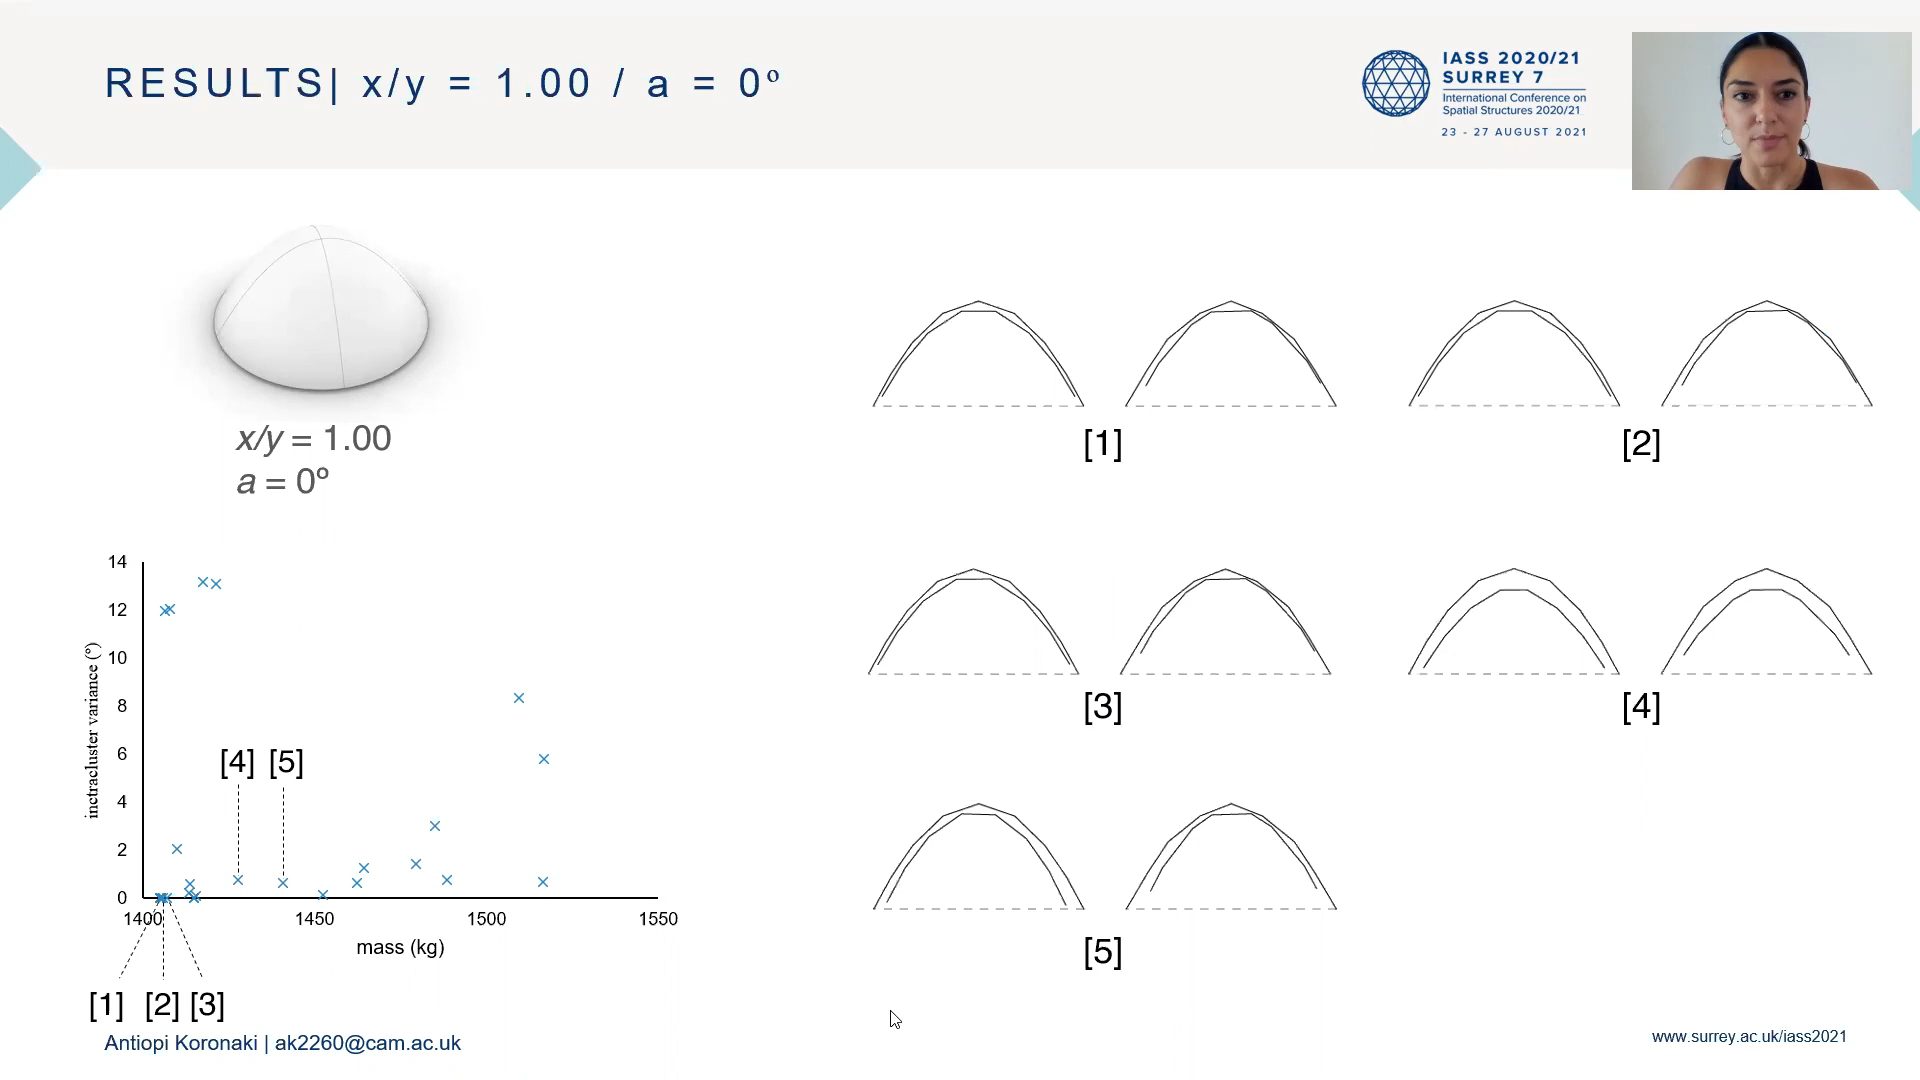 RESULTS| x/y = 1.00 / a = 0º
IASS 2020/21
SURREY 7
International Conference on
Spatial Structures 2020/21
23 - 27 AUGUST 2021
x/y = 1.00
a = 0º
[1]
[2]
[3]
[4]
[5]
14
12
10
8
6
4
2
0
inctracluster variance (°)
[4] [5]
1400 1450 1500 1550
mass (kg)
[1] [2] [3]
Antiopi Koronaki | ak2260@cam.ac.uk
www.surrey.ac.uk/iass2021